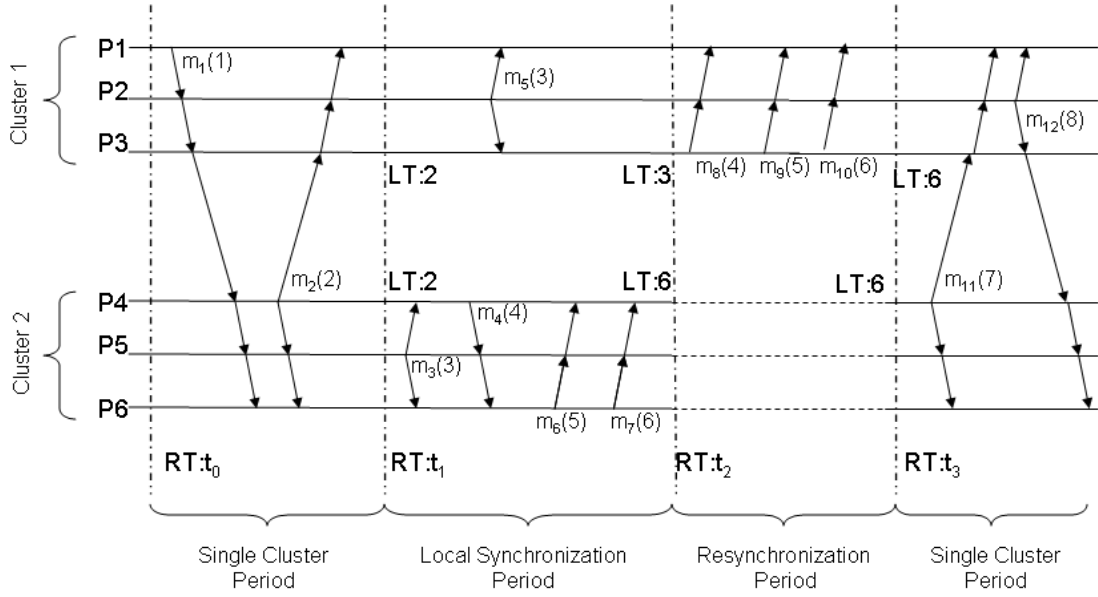 Cluster 1
P1
m₁(1)
P2
m₅(3)
P3
m₁₂(8)
m₈(4) m₉(5) m₁₀(6)
LT:2 LT:3 LT:6
m₂(2)
LT:2 LT:6 LT:6
m₁₁(7)
Cluster 2
P4
m₄(4)
P5
m₃(3)
P6
m₆(5) m₇(6)
RT:t₀ RT:t₁ RT:t₂ RT:t₃
Single Cluster Period
Local Synchronization Period
Resynchronization Period
Single Cluster Period